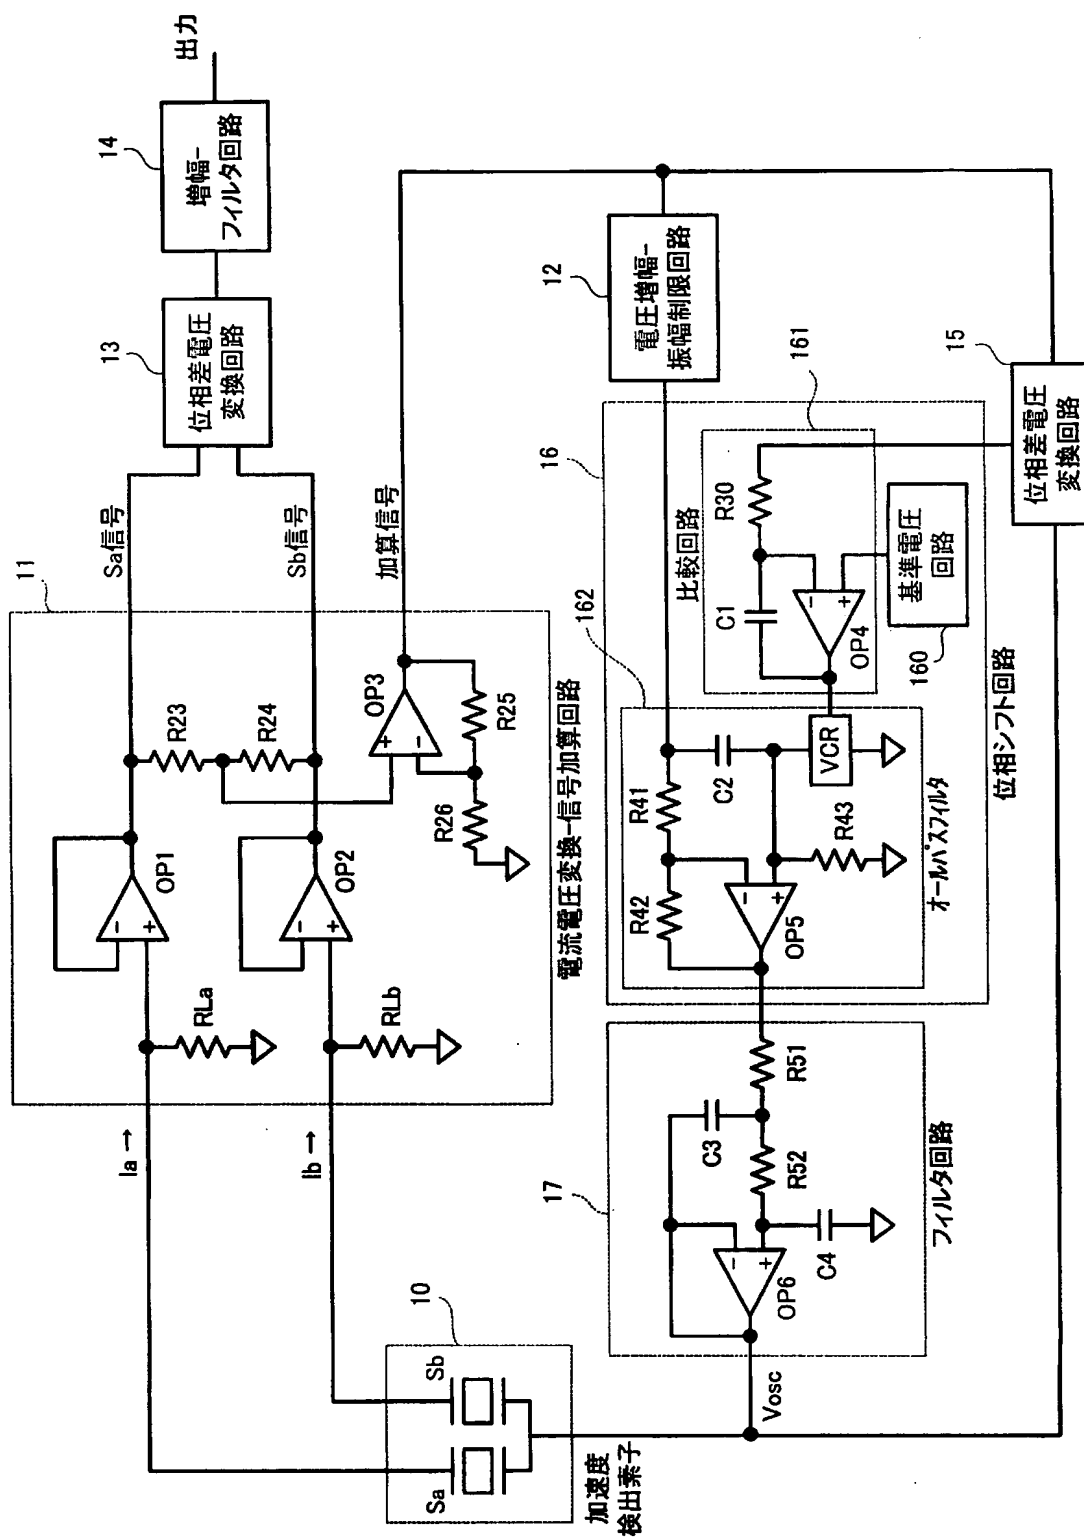 10
Sa
Sb
加速度
検出素子
Ia →
Ib →
11
RLa
RLb
OP1
－
＋
OP2
－
＋
R23
R24
OP3
＋
－
R25
R26
電流電圧変換-信号加算回路
Sa信号
Sb信号
加算信号
13
位相差電圧
変換回路
14
増幅-
フィルタ回路
出力
12
電圧増幅-
振幅制限回路
15
位相差電圧
変換回路
16
位相シフト回路
161
比較回路
R30
C1
OP4
－
＋
基準電圧
回路
160
162
R41
R42
C2
VCR
R43
OP5
－
＋
オールパスフィルタ
17
R51
R52
C3
C4
OP6
－
＋
フィルタ回路
Vosc